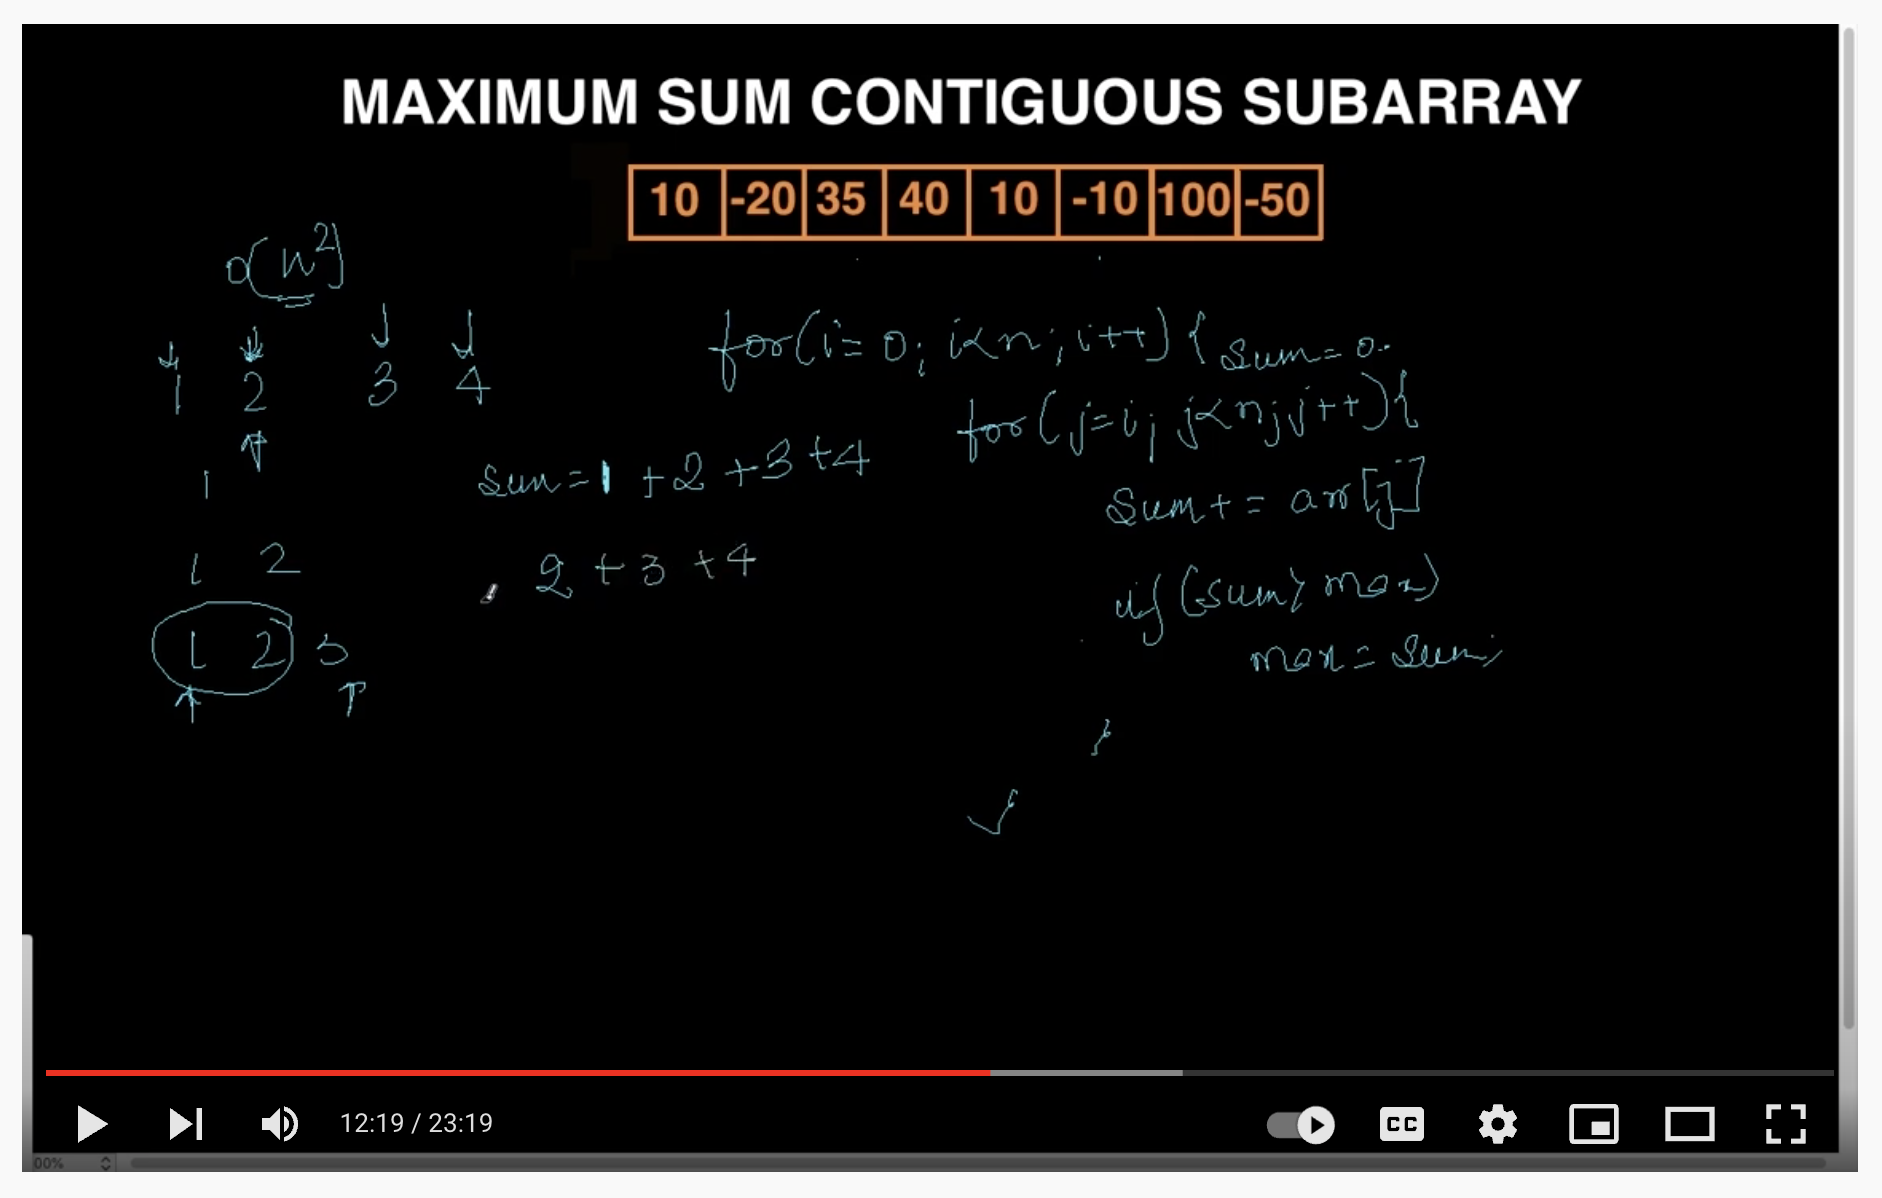 MAXIMUM SUM CONTIGUOUS SUBARRAY
10 -20 35 40 10 -10 100 -50
O(n²)
1 2 3 4
1
1 2
1 2 3
sum=1+2+3+4
2+3+4
for(i=0; i<n; i++){ sum=0
for(j=i; j<n; j++){
sum+=arr[j]
if(sum> max)
max=sum;
12:19 / 23:19
CC
00%